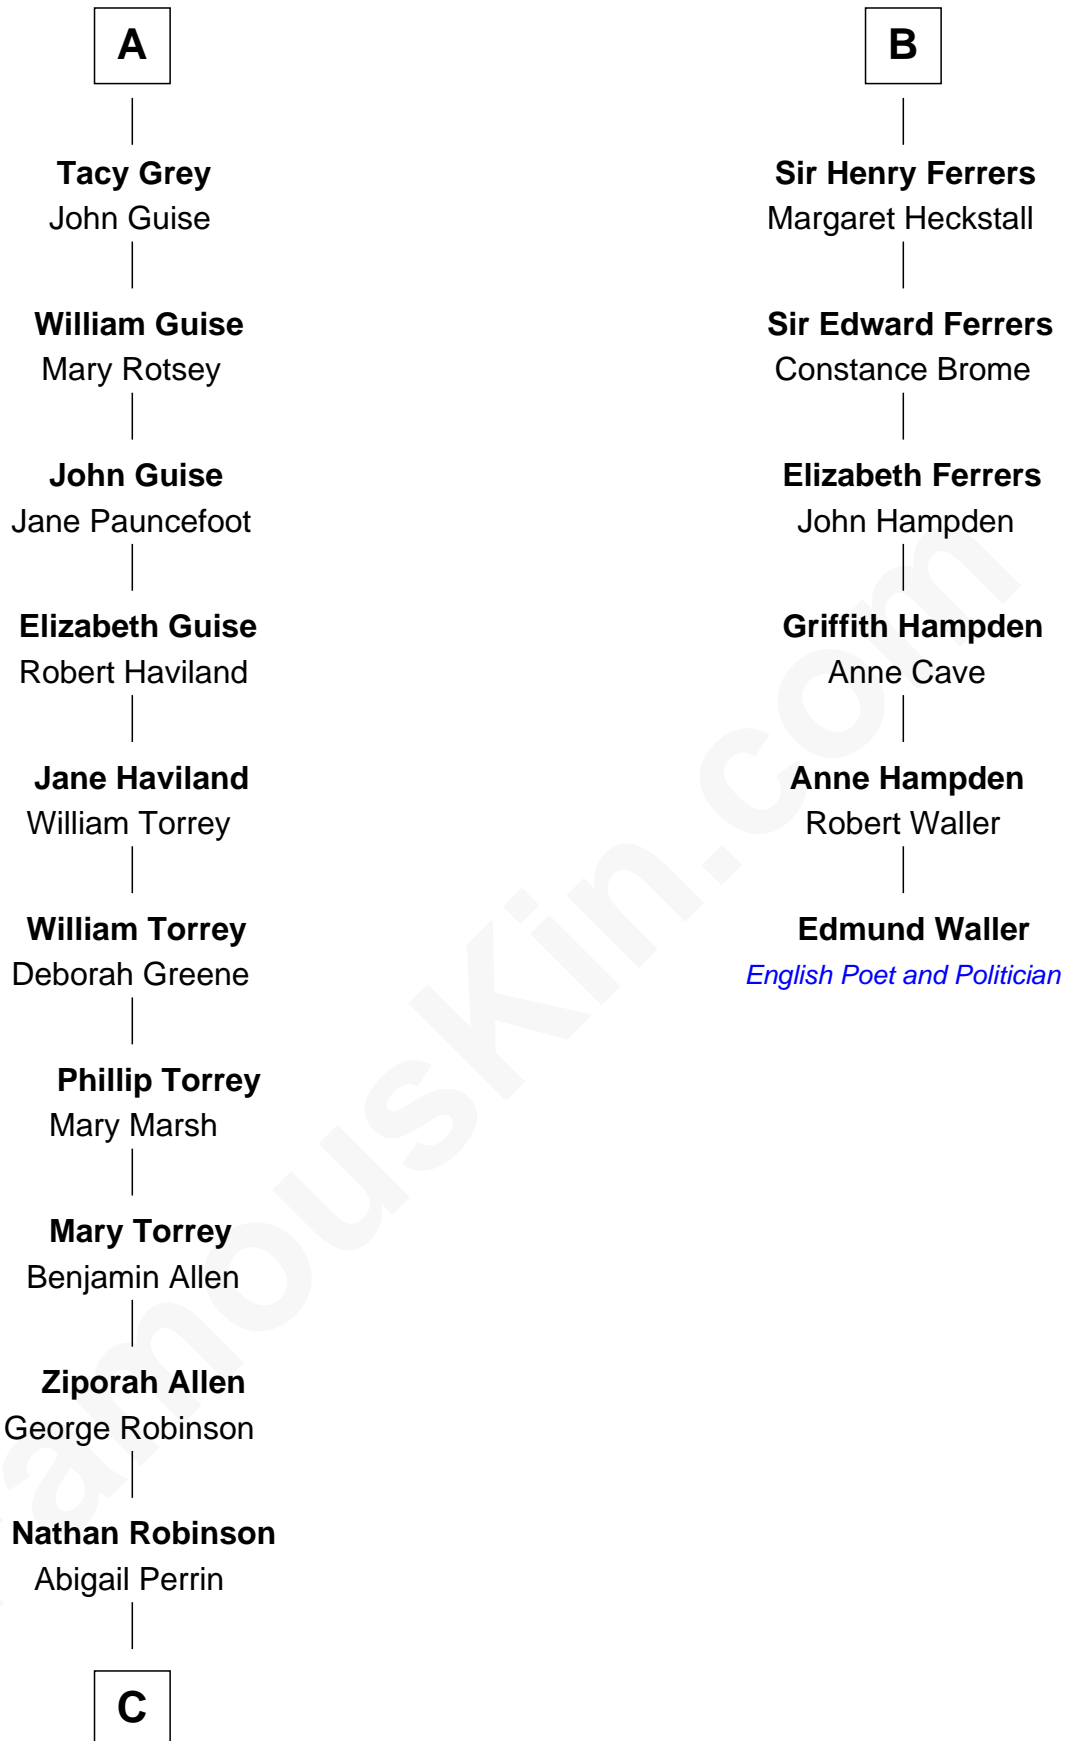 A
Tacy Grey
John Guise
William Guise
Mary Rotsey
John Guise
Jane Pauncefoot
Elizabeth Guise
Robert Haviland
Jane Haviland
William Torrey
William Torrey
Deborah Greene
Phillip Torrey
Mary Marsh
Mary Torrey
Benjamin Allen
Ziporah Allen
George Robinson
Nathan Robinson
Abigail Perrin
C
B
Sir Henry Ferrers
Margaret Heckstall
Sir Edward Ferrers
Constance Brome
Elizabeth Ferrers
John Hampden
Griffith Hampden
Anne Cave
Anne Hampden
Robert Waller
Edmund Waller
English Poet and Politician
famouskin.com